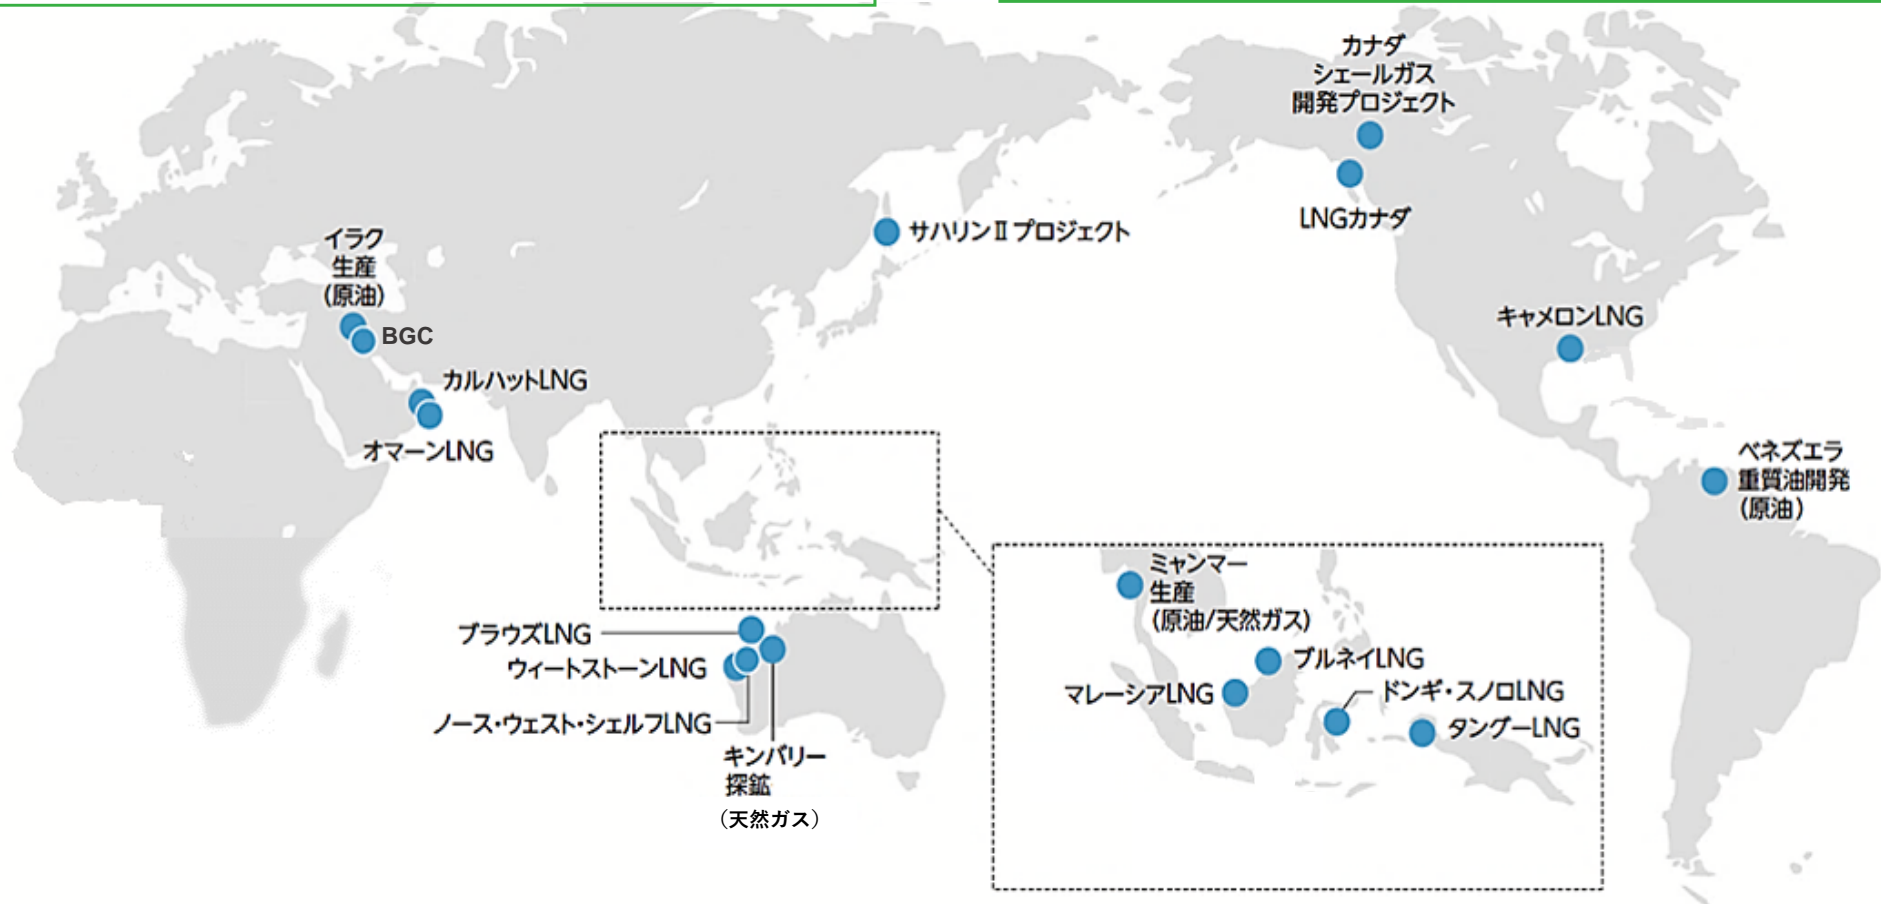 カナダ
シェールガス
開発プロジェクト
LNGカナダ
サハリンⅡプロジェクト
イラク
生産
(原油)
BGC
キャメロンLNG
カルハットLNG
オマーンLNG
ベネズエラ
重質油開発
(原油)
ミャンマー
生産
(原油/天然ガス)
ブルネイLNG
マレーシアLNG
ドンギ・スノロLNG
タングーLNG
ブラウズLNG
ウィートストーンLNG
ノース・ウェスト・シェルフLNG
キンバリー
探鉱
(天然ガス)